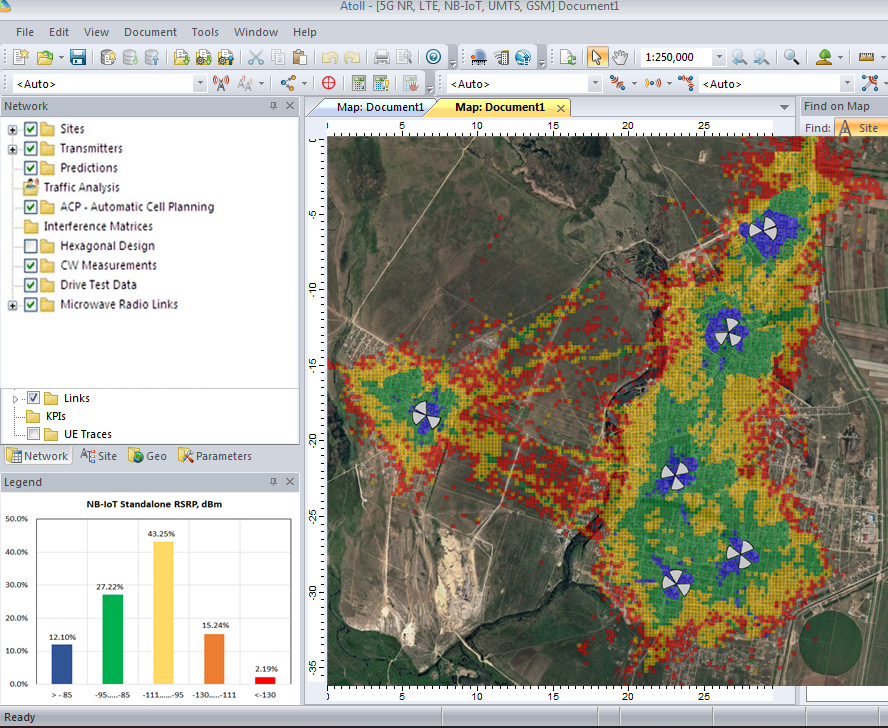 Atoll - [5G NR, LTE, NB-IoT, UMTS, GSM] Document1
File Edit View Document Tools Window Help
1:250,000
<Auto> <Auto> <Auto>
Network
Map: Document1 Map: Document1
Find on Map
Find: Site
Sites
Transmitters
Predictions
Traffic Analysis
ACP - Automatic Cell Planning
Interference Matrices
Hexagonal Design
CW Measurements
Drive Test Data
Microwave Radio Links
Links
KPIs
UE Traces
Network Site Geo Parameters
Legend
NB-IoT Standalone RSRP, dBm
50.0%
40.0%
30.0%
20.0%
10.0%
0.0%
12.10%
27.22%
43.25%
15.24%
2.19%
> - 85 -95.....-85 -111......-95 -130.....-111 <-130
0 5 10 15 20 25
0
-5
-10
-15
-20
-25
-30
-35
0 5 10 15 20 25
Ready